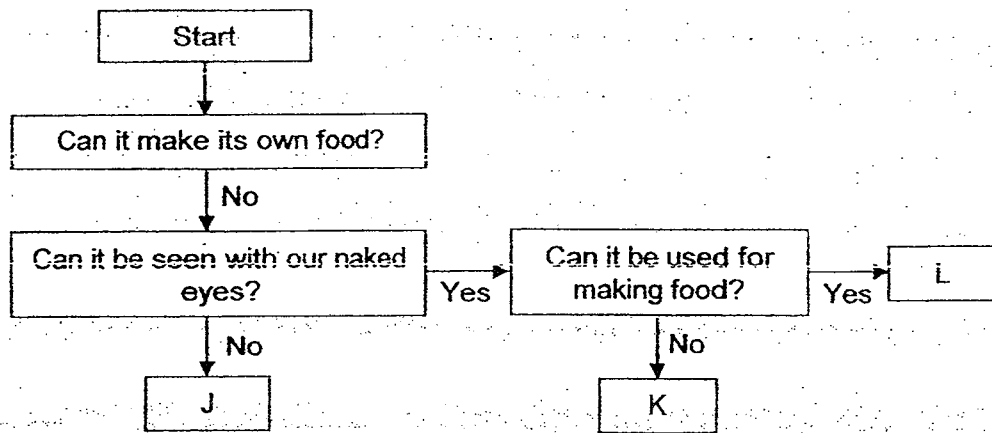 Start
Can it make its own food?
No
Can it be seen with our naked
eyes?
Yes
Can it be used for
making food?
Yes
L
No
J
No
K